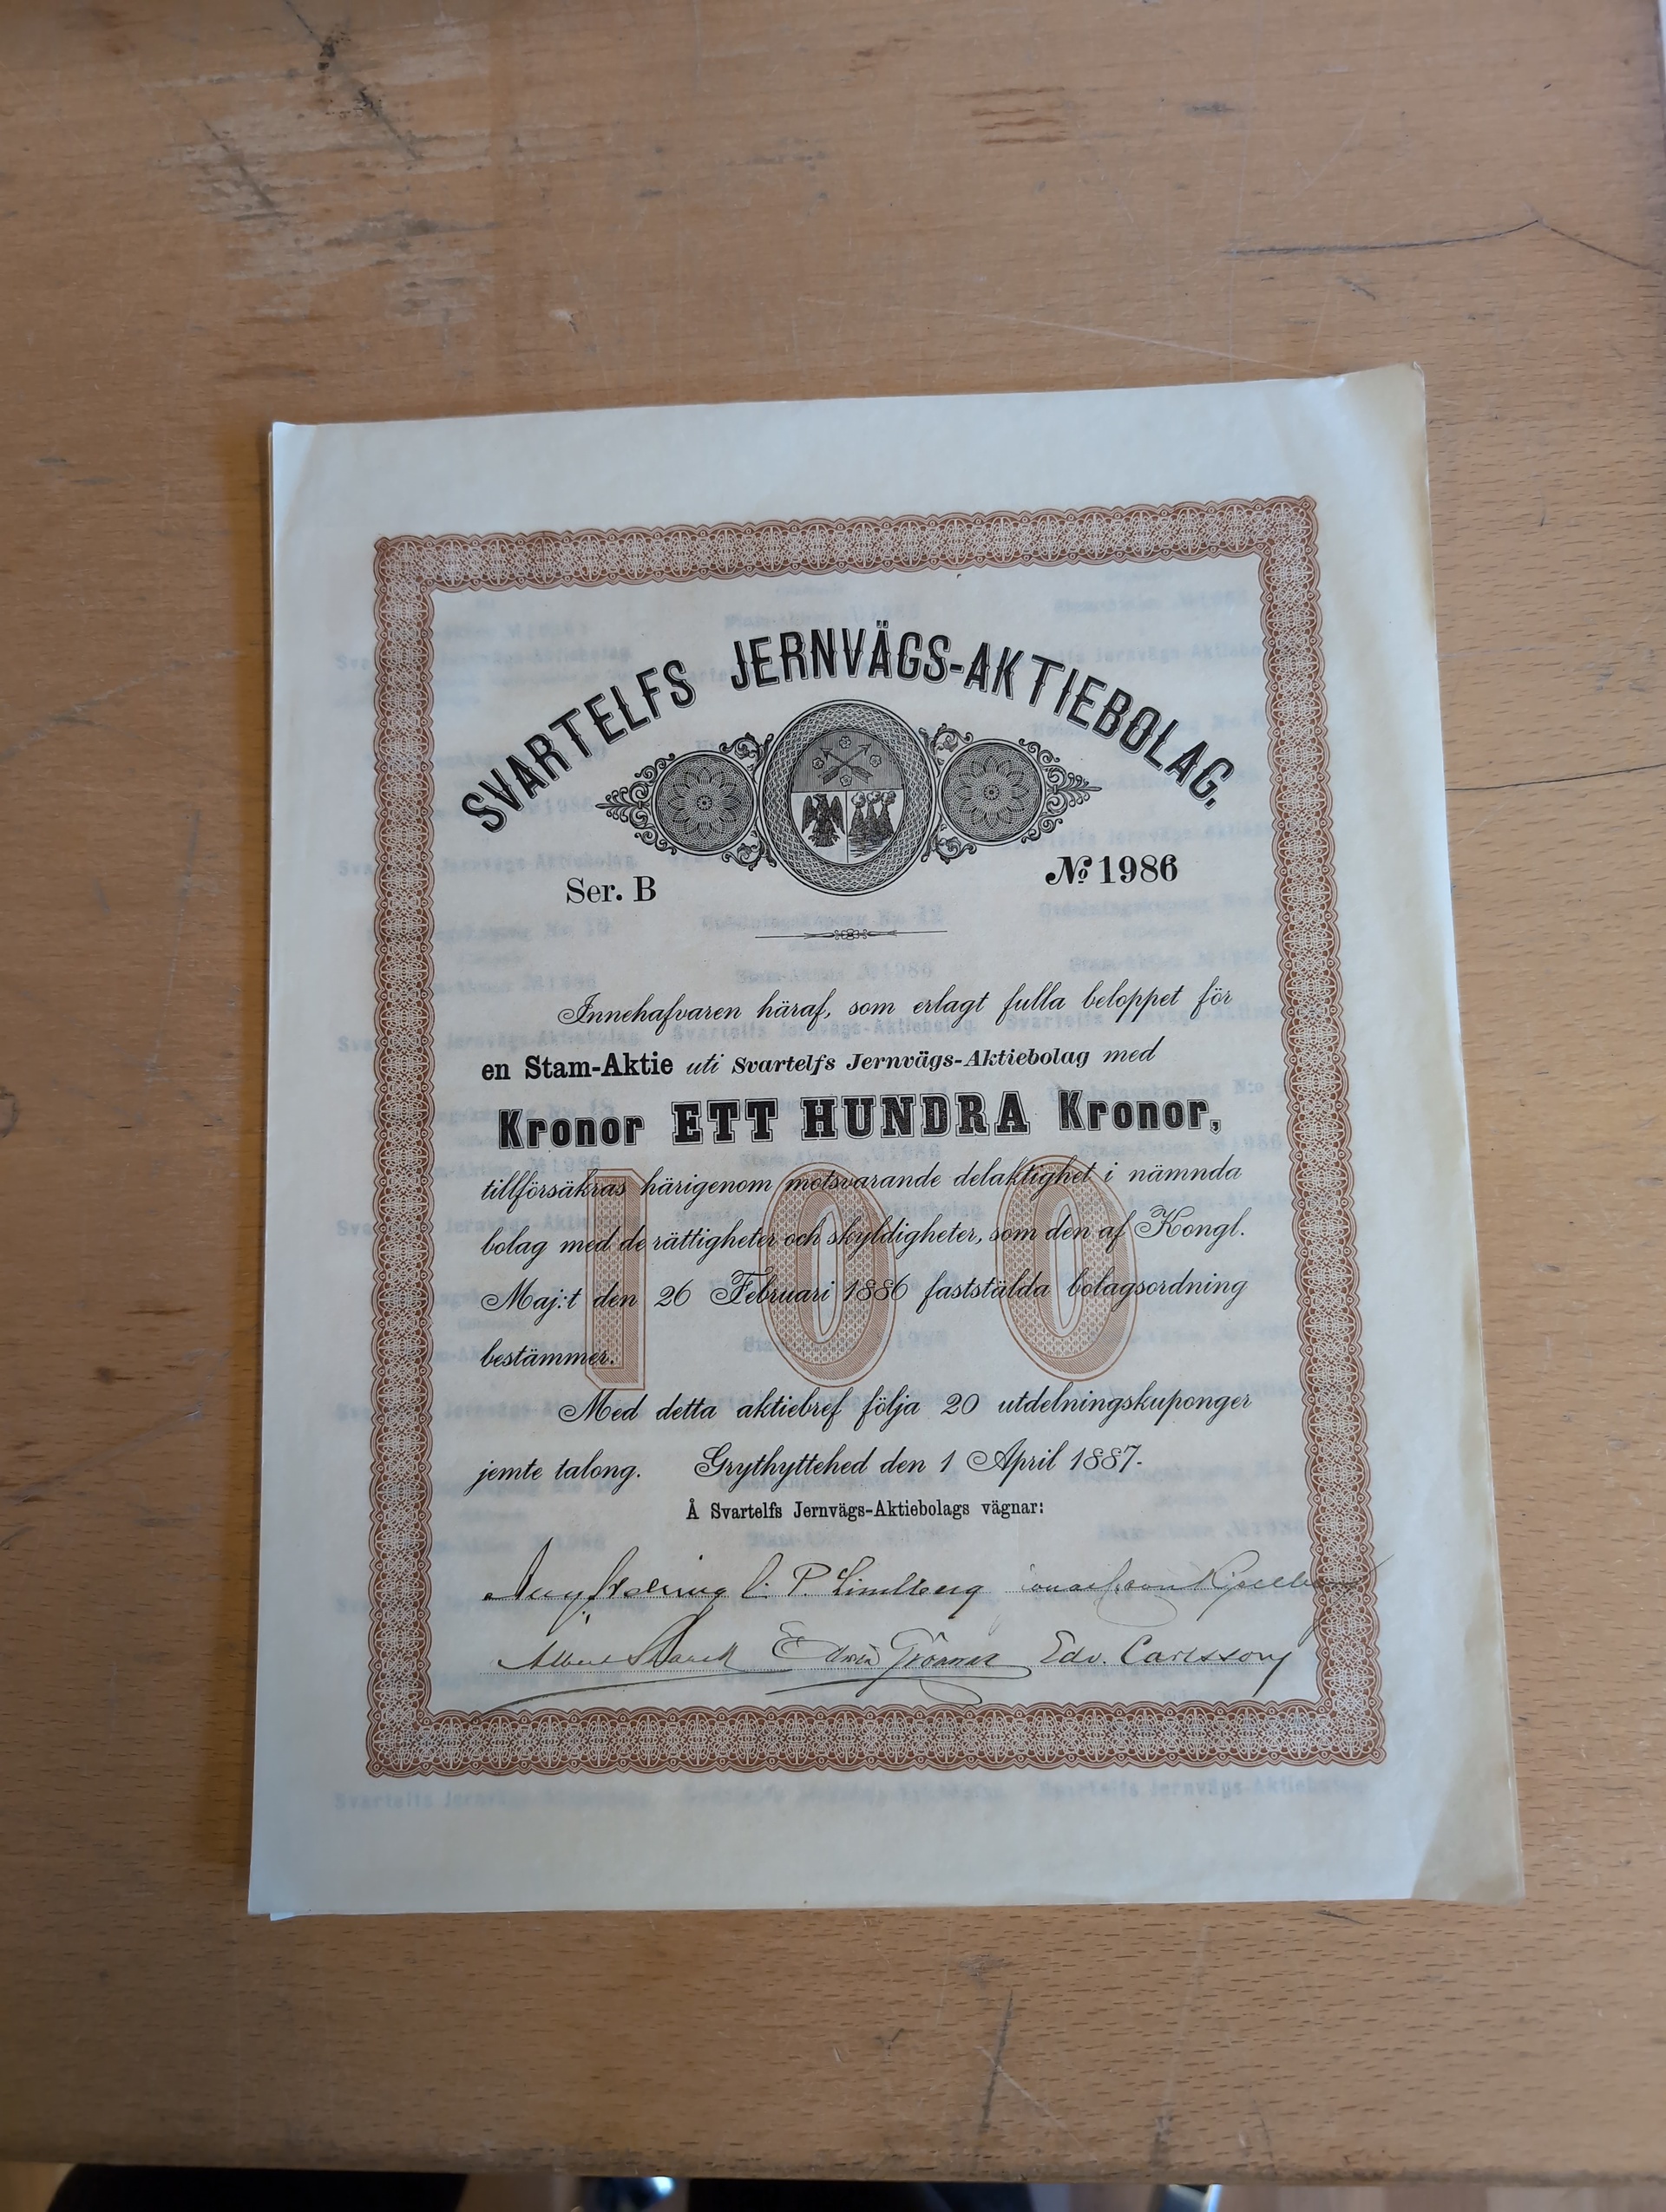 SVARTELFS JERNVÄGS-AKTIEBOLAG.
Ser. B
№ 1986
Innehafvaren häraf, som erlagt fulla beloppet för
en Stam-Aktie uti Svartelfs Jernvägs-Aktiebolag med
Kronor ETT HUNDRA Kronor,
100
tillförsäkras härigenom motsvarande delaktighet i nämnda
bolag med de rättigheter och skyldigheter, som den af Kongl.
Maj:t den 26 Februari 1886 faststälda bolagsordning
bestämmer.
Med detta aktiebref följa 20 utdelningskuponger
jemte talong. Grythyttehed den 1 April 1887.
Å Svartelfs Jernvägs-Aktiebolags vägnar:
P. Lindberg
Albert Edv. Carlsson